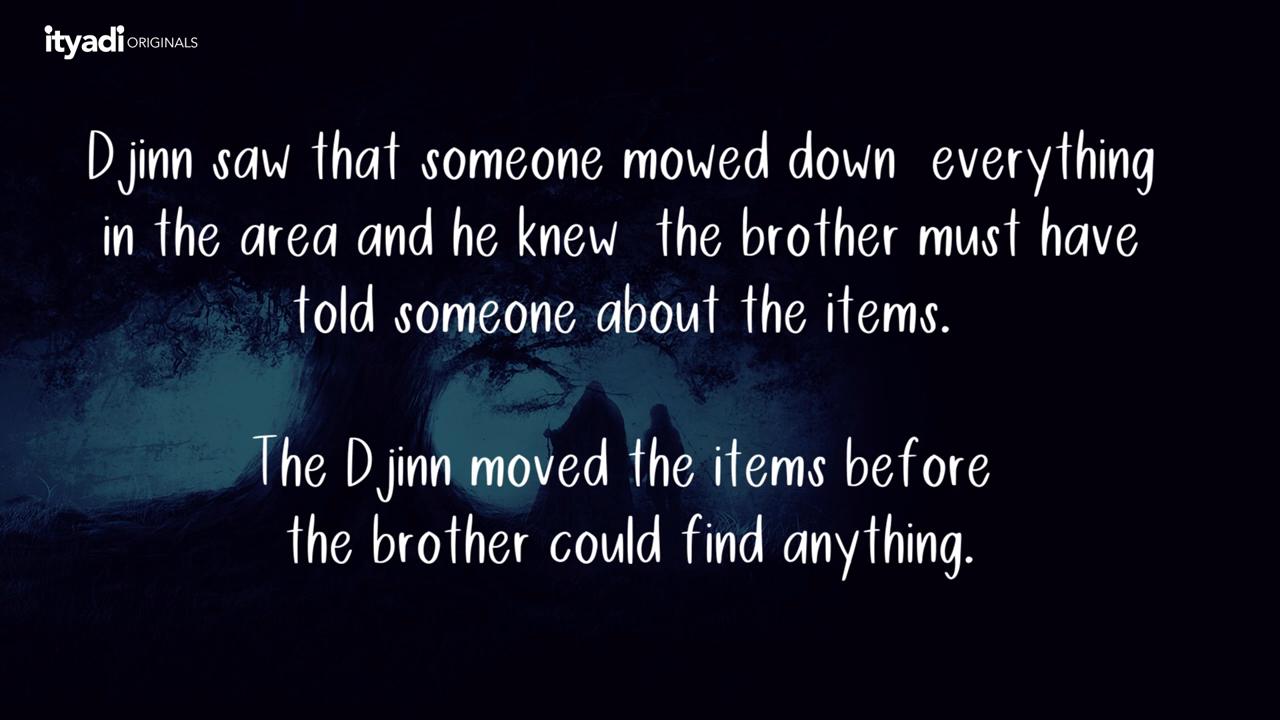 ityadi ORIGINALS
Djinn saw that someone mowed down everything
in the area and he knew the brother must have
told someone about the items.
The Djinn moved the items before
the brother could find anything.